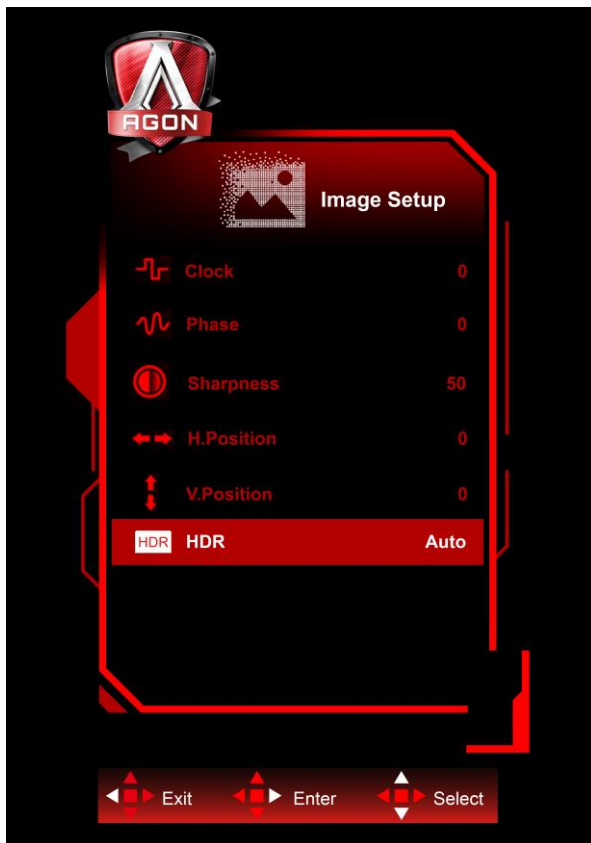 AGON
Image Setup
Clock 0
Phase 0
Sharpness 50
H.Position 0
V.Position 0
HDR HDR Auto
Exit Enter Select